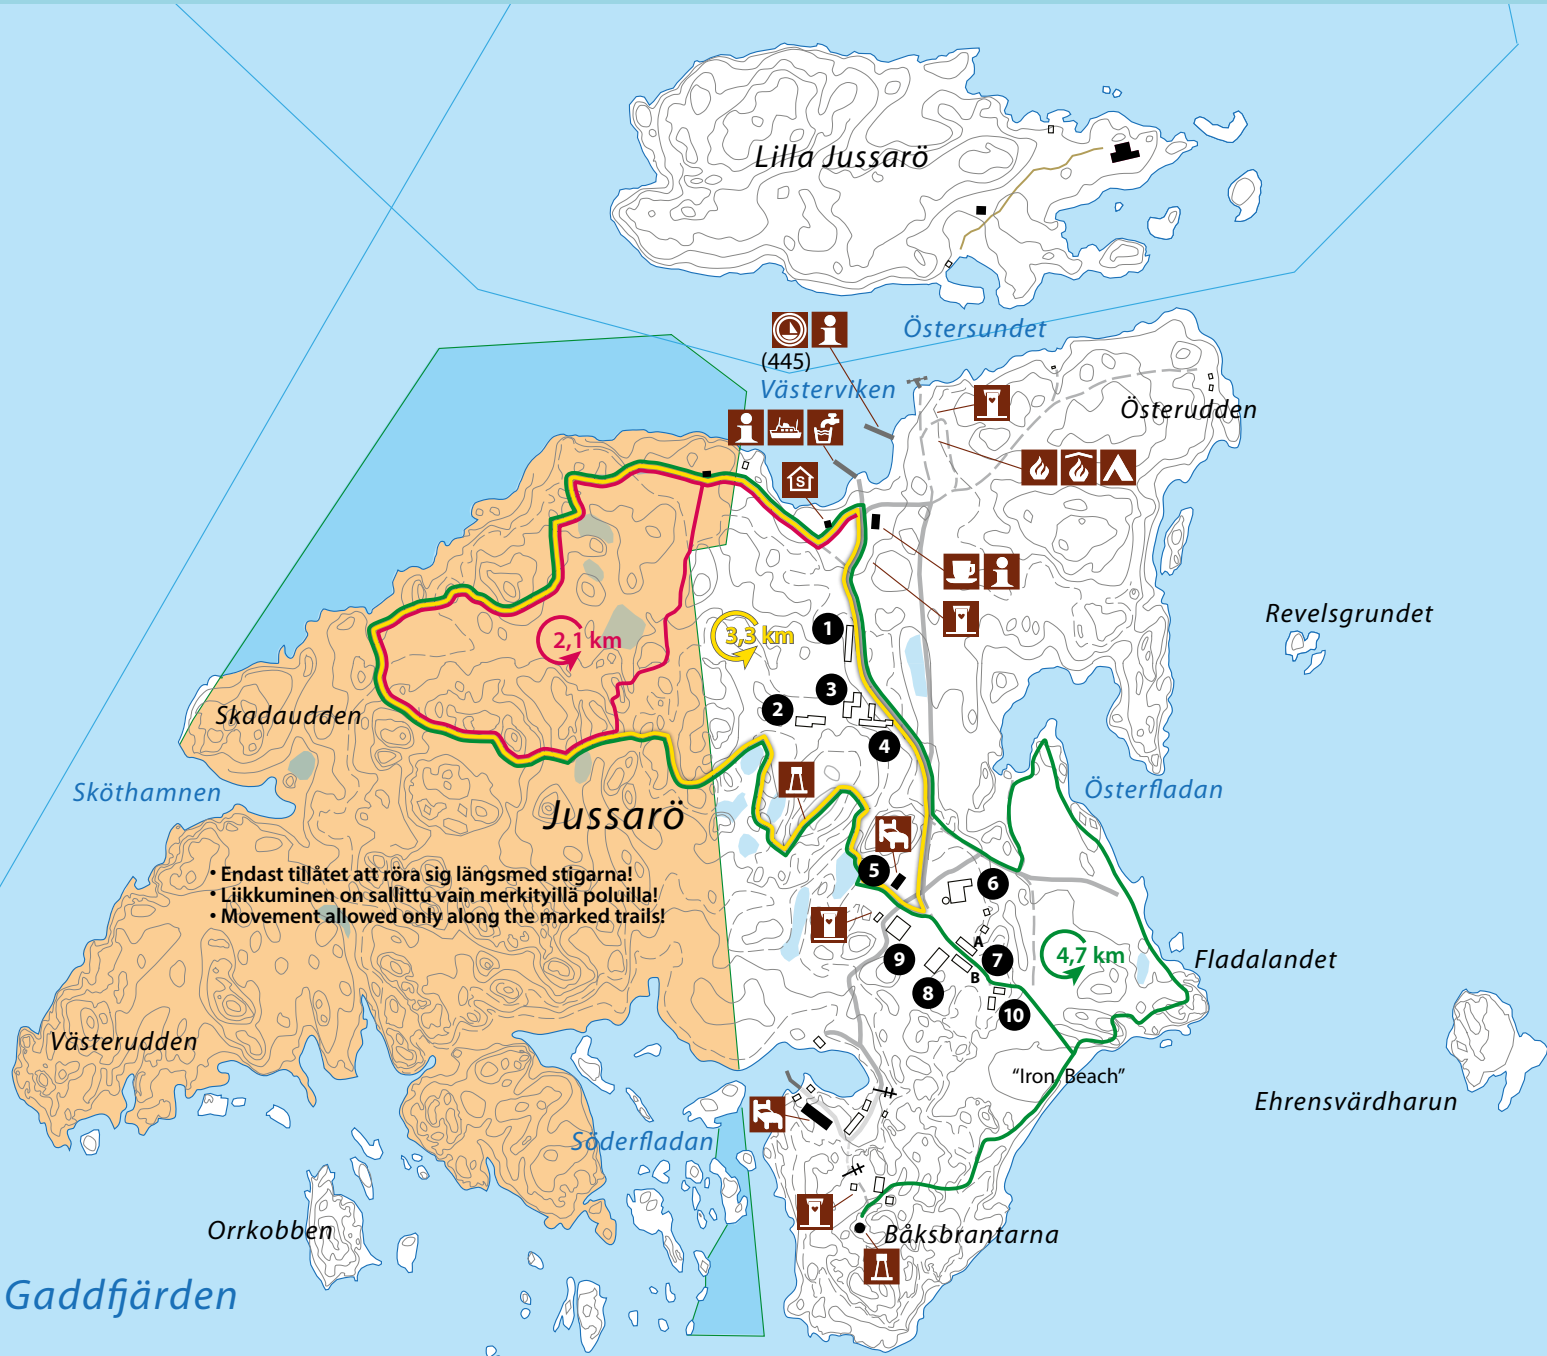 Lilla Jussarö
Östersundet
(445)
Västerviken
Österudden
S
Revelsgrundet
1
2,1 km
3,3 km
3
2
Skadaudden
4
Sköthamnen
Österfladan
Jussarö
• Endast tillåtet att röra sig längsmed stigarna!
• Liikkuminen on sallittu vain merkityillä poluilla!
• Movement allowed only along the marked trails!
5
6
A
7
B
4,7 km
9
8
10
Fladalandet
Västerudden
"Iron Beach"
Ehrensvärdharun
Söderfladan
Orrkobben
Båksbrantarna
Gaddfjärden